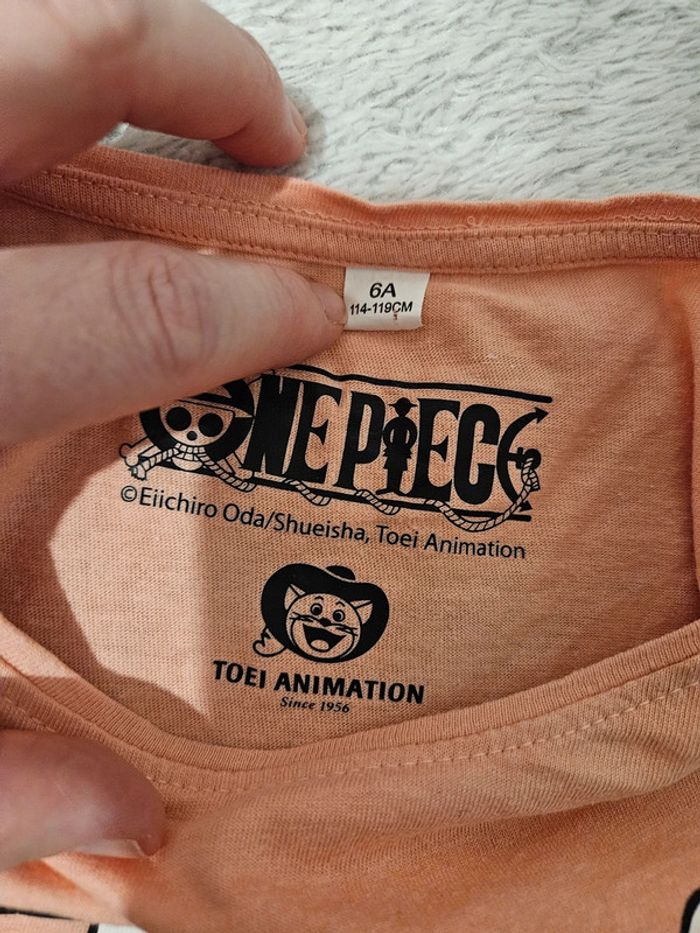 6A
114-119CM
ONE PIECE
©Eiichiro Oda/Shueisha, Toei Animation
TOEI ANIMATION
Since 1956